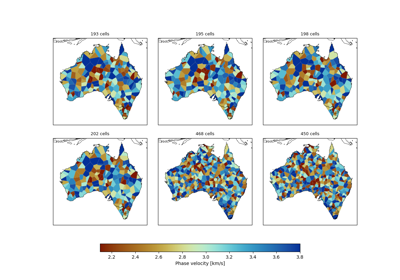 193 cells
195 cells
198 cells
202 cells
468 cells
450 cells
2.2 2.4 2.6 2.8 3.0 3.2 3.4 3.6 3.8
Phase velocity [km/s]